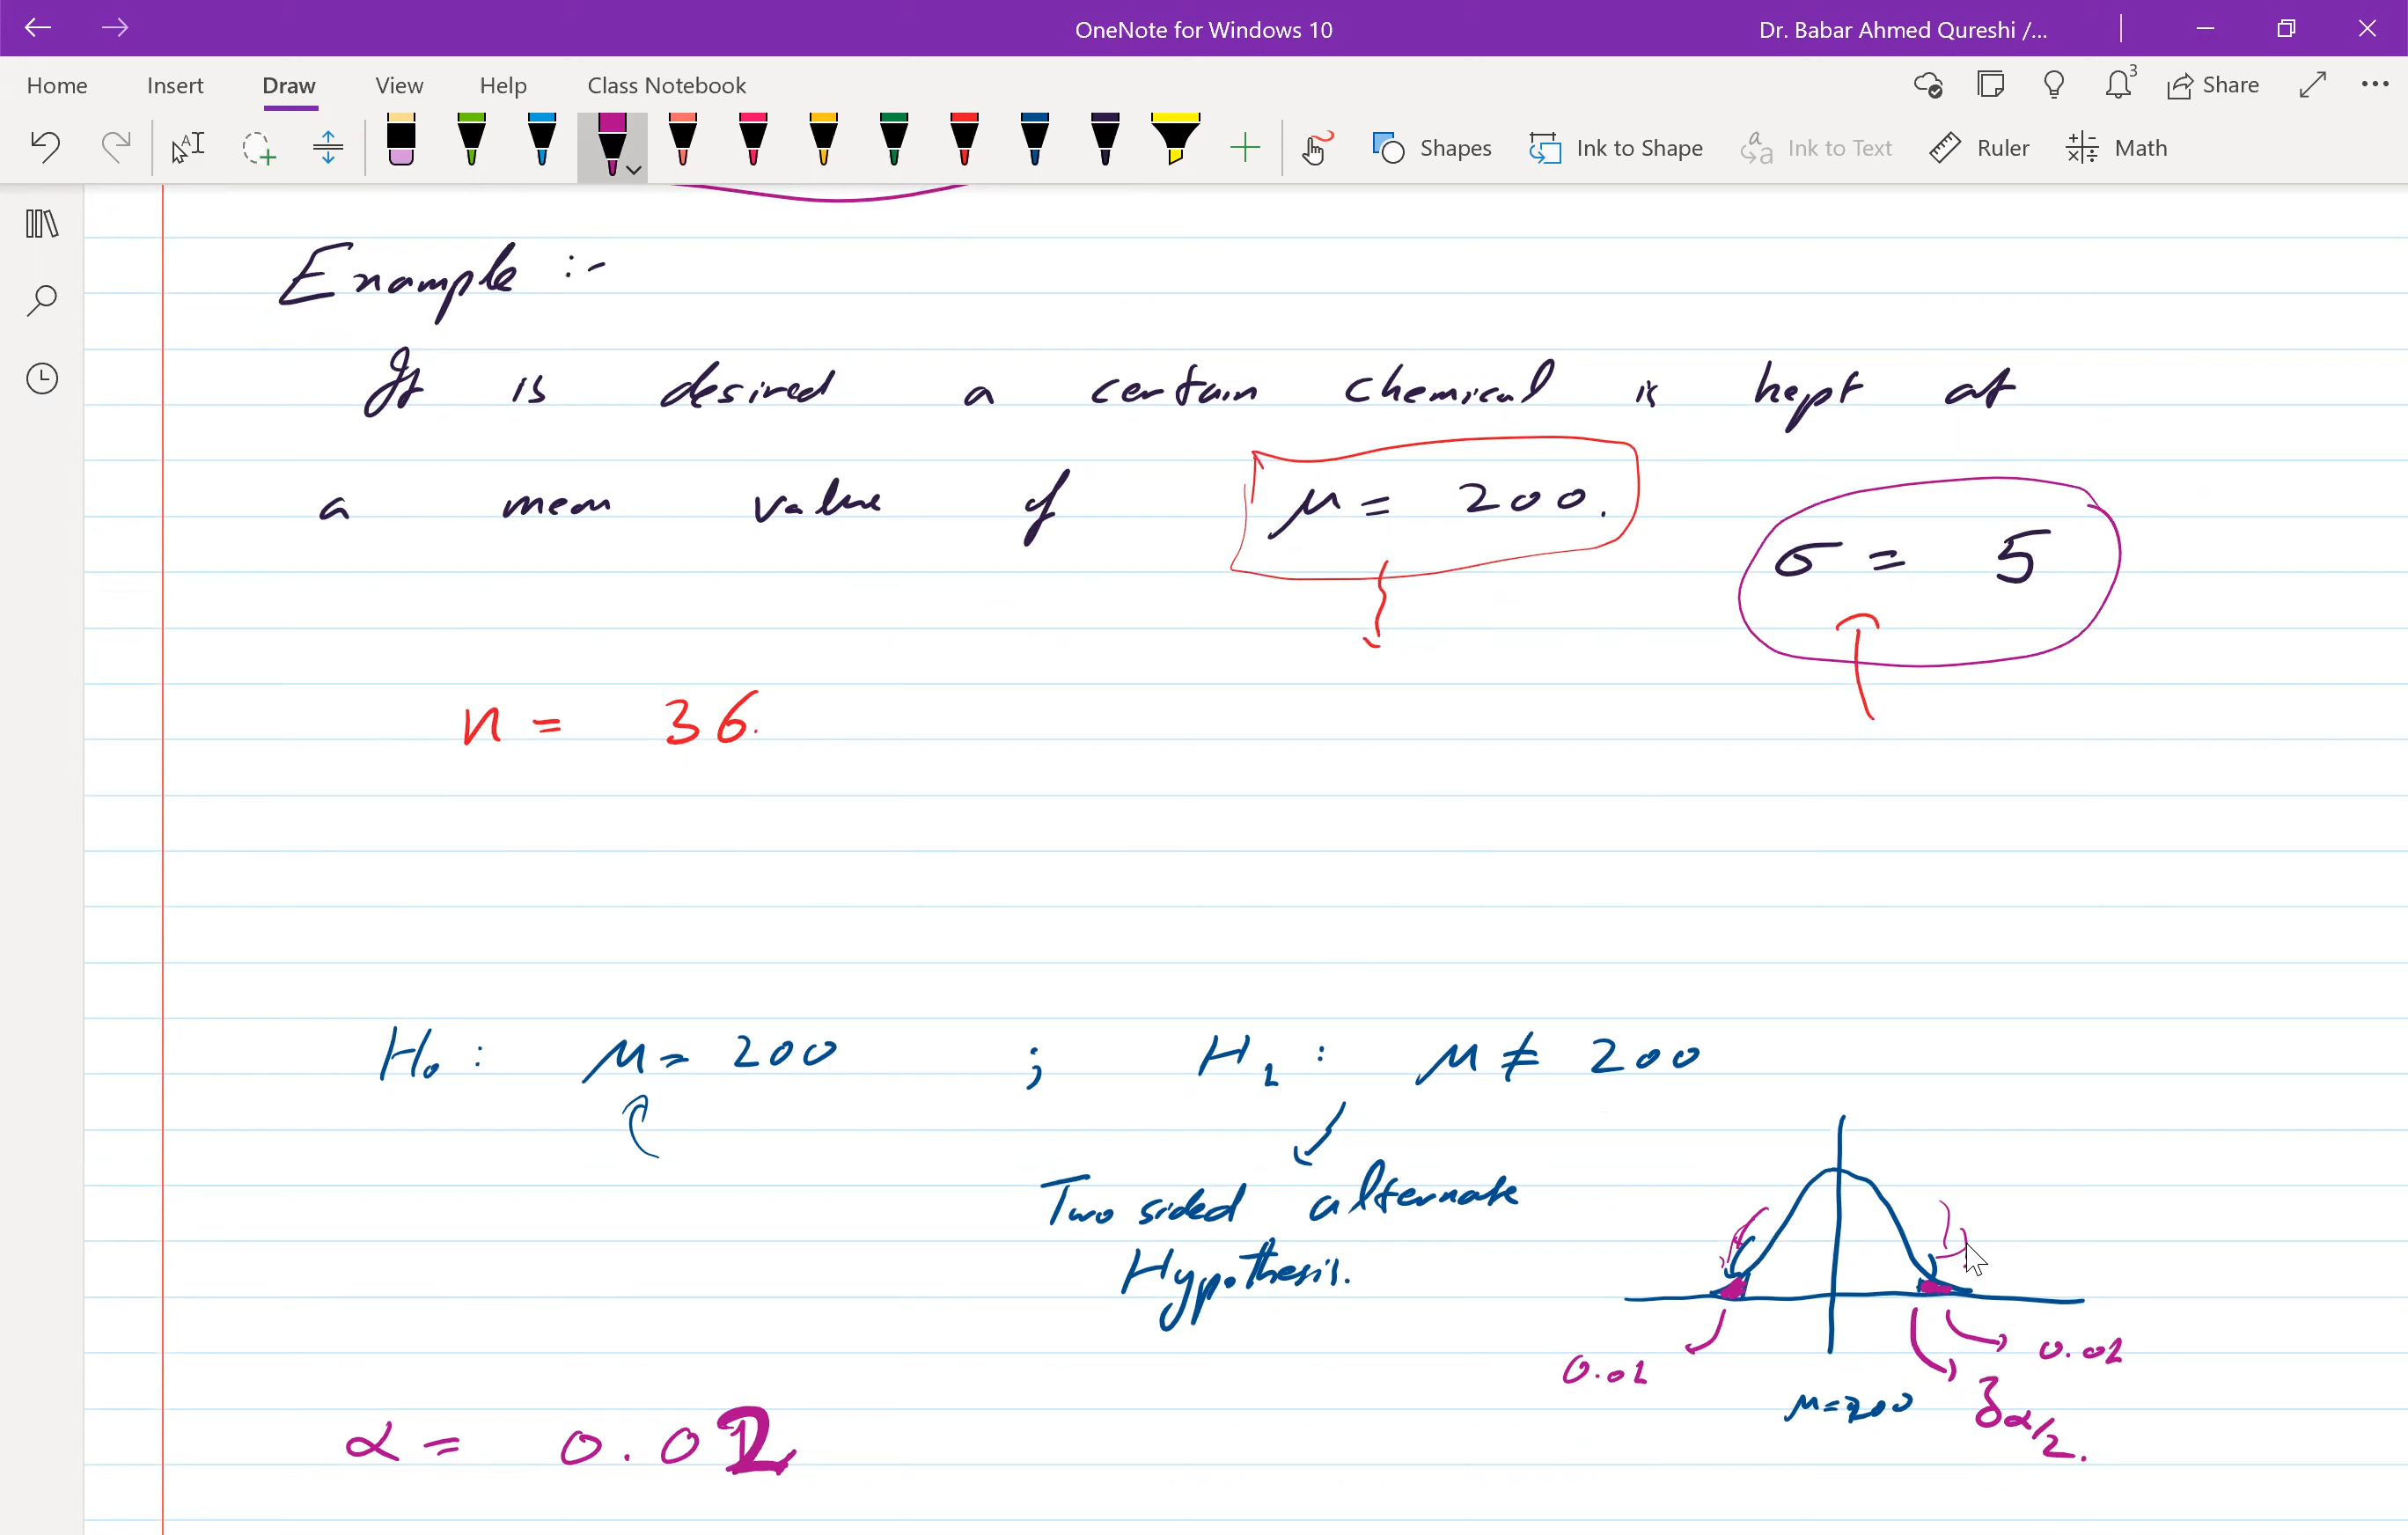 OneNote for Windows 10
Dr. Babar Ahmed Qureshi /...
Home Insert Draw View Help Class Notebook
3
Share
Shapes Ink to Shape Ink to Text Ruler Math
Example :-
It is desired a certain chemical is kept at
a mean value of μ = 200.
σ = 5
n = 36.
H₀ : μ = 200 ; H₁ : μ ≠ 200
Two sided alternate
Hypothesis.
0.01
0.01
μ = 200
α/2.
α = 0.02